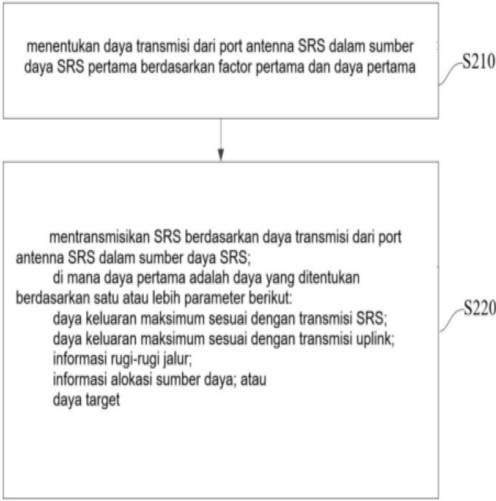 menentukan daya transmisi dari port antenna SRS dalam sumber
daya SRS pertama berdasarkan factor pertama dan daya pertama
S210
mentransmisikan SRS berdasarkan daya transmisi dari port
antenna SRS dalam sumber daya SRS;
di mana daya pertama adalah daya yang ditentukan
berdasarkan satu atau lebih parameter berikut:
daya keluaran maksimum sesuai dengan transmisi SRS;
daya keluaran maksimum sesuai dengan transmisi uplink;
informasi rugi-rugi jalur;
informasi alokasi sumber daya; atau
daya target
S220